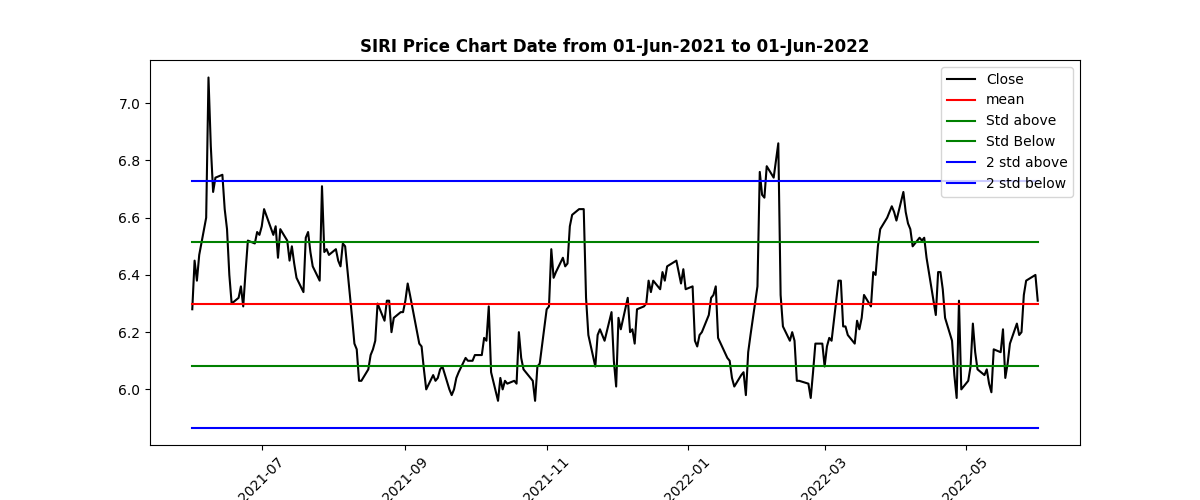 SIRI Price Chart Date from 01-Jun-2021 to 01-Jun-2022
Close
mean
Std above
Std Below
2 std above
2 std below
7.0
6.8
6.6
6.4
6.2
6.0
2021-07
2021-09
2021-11
2022-01
2022-03
2022-05